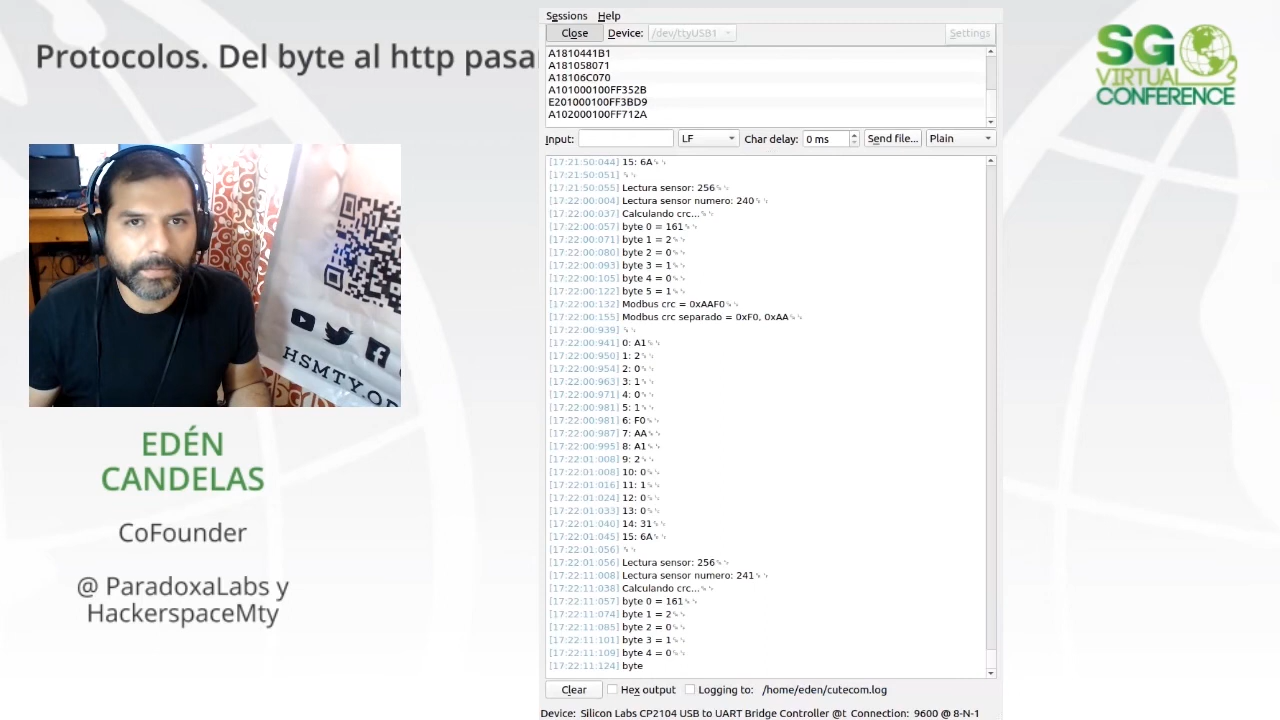 Protocolos. Del byte al http pasa
SG
VIRTUAL
CONFERENCE
HSMTY.O
EDÉN
CANDELAS
CoFounder
@ ParadoxaLabs y
HackerspaceMty
Sessions Help
Close Device: /dev/ttyUSB1 Settings
A1810441B1
A181058071
A18106C070
A101000100FF352B
E201000100FF3BD9
A102000100FF712A
Input: LF Char delay: 0 ms Send file... Plain
[17:21:50:044] 15: 6A
[17:21:50:051]
[17:21:50:055] Lectura sensor: 256
[17:22:00:004] Lectura sensor numero: 240
[17:22:00:037] Calculando crc...
[17:22:00:057] byte 0 = 161
[17:22:00:071] byte 1 = 2
[17:22:00:080] byte 2 = 0
[17:22:00:093] byte 3 = 1
[17:22:00:105] byte 4 = 0
[17:22:00:122] byte 5 = 1
[17:22:00:132] Modbus crc = 0xAAF0
[17:22:00:155] Modbus crc separado = 0xF0, 0xAA
[17:22:00:939]
[17:22:00:941] 0: A1
[17:22:00:950] 1: 2
[17:22:00:954] 2: 0
[17:22:00:963] 3: 1
[17:22:00:971] 4: 0
[17:22:00:981] 5: 1
[17:22:00:981] 6: F0
[17:22:00:987] 7: AA
[17:22:00:995] 8: A1
[17:22:01:008] 9: 2
[17:22:01:008] 10: 0
[17:22:01:016] 11: 1
[17:22:01:024] 12: 0
[17:22:01:033] 13: 0
[17:22:01:040] 14: 31
[17:22:01:045] 15: 6A
[17:22:01:056]
[17:22:01:056] Lectura sensor: 256
[17:22:11:008] Lectura sensor numero: 241
[17:22:11:038] Calculando crc...
[17:22:11:057] byte 0 = 161
[17:22:11:074] byte 1 = 2
[17:22:11:085] byte 2 = 0
[17:22:11:101] byte 3 = 1
[17:22:11:109] byte 4 = 0
[17:22:11:124] byte
Clear Hex output Logging to: /home/eden/cutecom.log
Device: Silicon Labs CP2104 USB to UART Bridge Controller @t Connection: 9600 @ 8-N-1